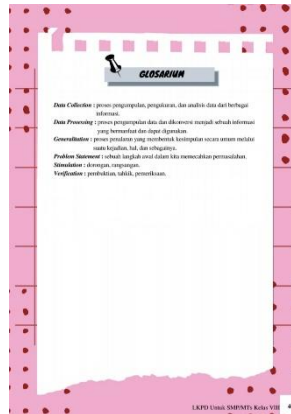 GLOSARIUM
Data Collection : proses pengumpulan, pengukuran, dan analisis data dari berbagai
informasi.
Data Processing : proses pengumpulan data dan dikonversi menjadi sebuah informasi
yang bermanfaat dan dapat digunakan.
Generalization : proses penalaran yang membentuk kesimpulan secara umum melalui
suatu kejadian, hal, dan sebagainya.
Problem Statement : sebuah langkah awal dalam kita memecahkan permasalahan.
Stimulation : dorongan, rangsangan.
Verification : pembuktian, tahkik, pemeriksaan.
LKPD Untuk SMP/MTs Kelas VIII